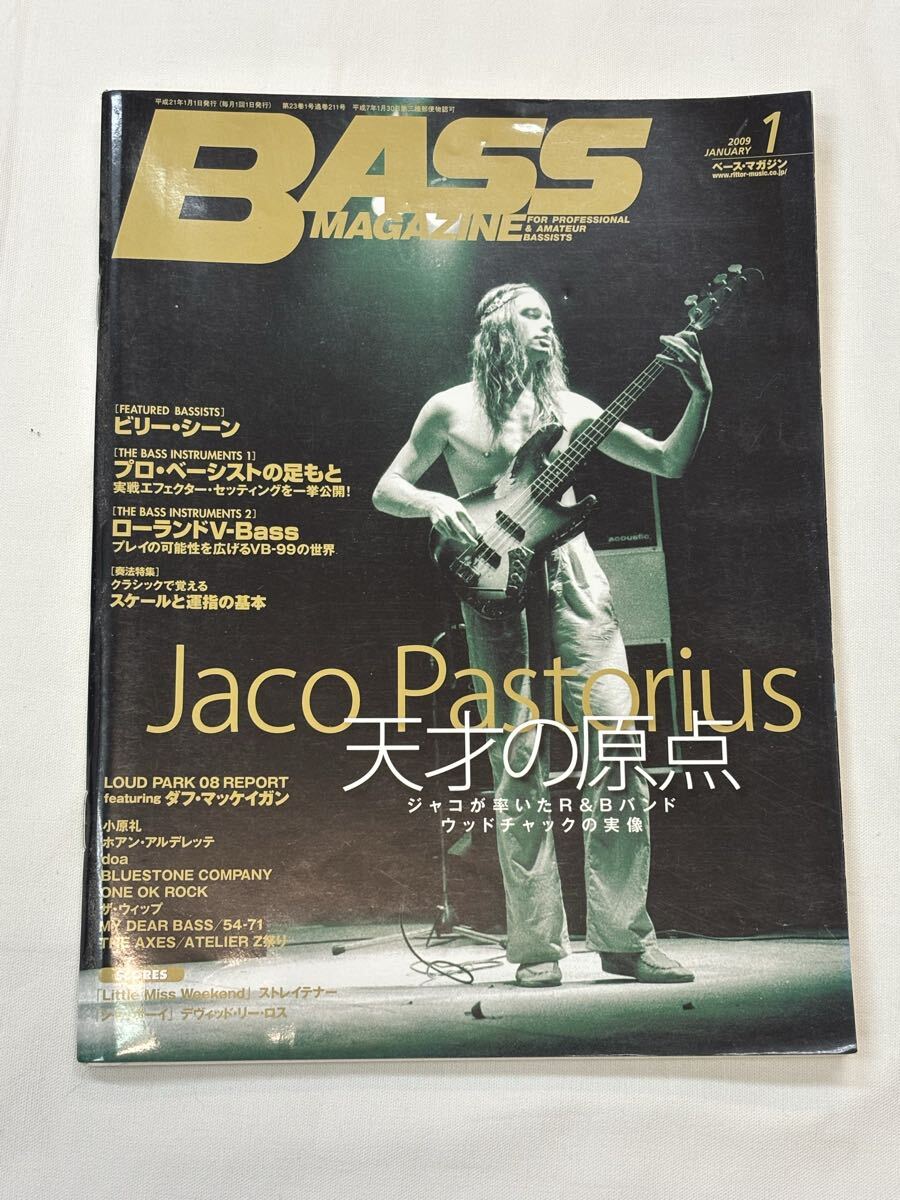 平成21年1月1日発行（毎月1回1日発行） 第23巻1号通巻211号 平成7年1月30日第三種郵便物認可
BASS
MAGAZINE
FOR PROFESSIONAL
& AMATEUR
BASSISTS
2009
JANUARY 1
ベース・マガジン
www.rittor-music.co.jp/
[FEATURED BASSISTS]
ビリー・シーン
[THE BASS INSTRUMENTS 1]
プロ・ベーシストの足もと
実戦エフェクター・セッティングを一挙公開！
[THE BASS INSTRUMENTS 2]
ローランドV-Bass
プレイの可能性を広げるVB-99の世界
[奏法特集]
クラシックで覚える
スケールと運指の基本
acoustic
Jaco Pastorius
天才の原点
ジャコが率いたR&Bバンド
ウッドチャックの実像
LOUD PARK 08 REPORT
featuring ダフ・マッケイガン
小原礼
ホアン・アルデレッテ
doa
BLUESTONE COMPANY
ONE OK ROCK
ザ・ウィップ
MY DEAR BASS/54-71
THE AXES/ATELIER Z祭り
SCORES
「Little Miss Weekend」ストレイテナー
「シャイボーイ」デヴィッド・リー・ロス